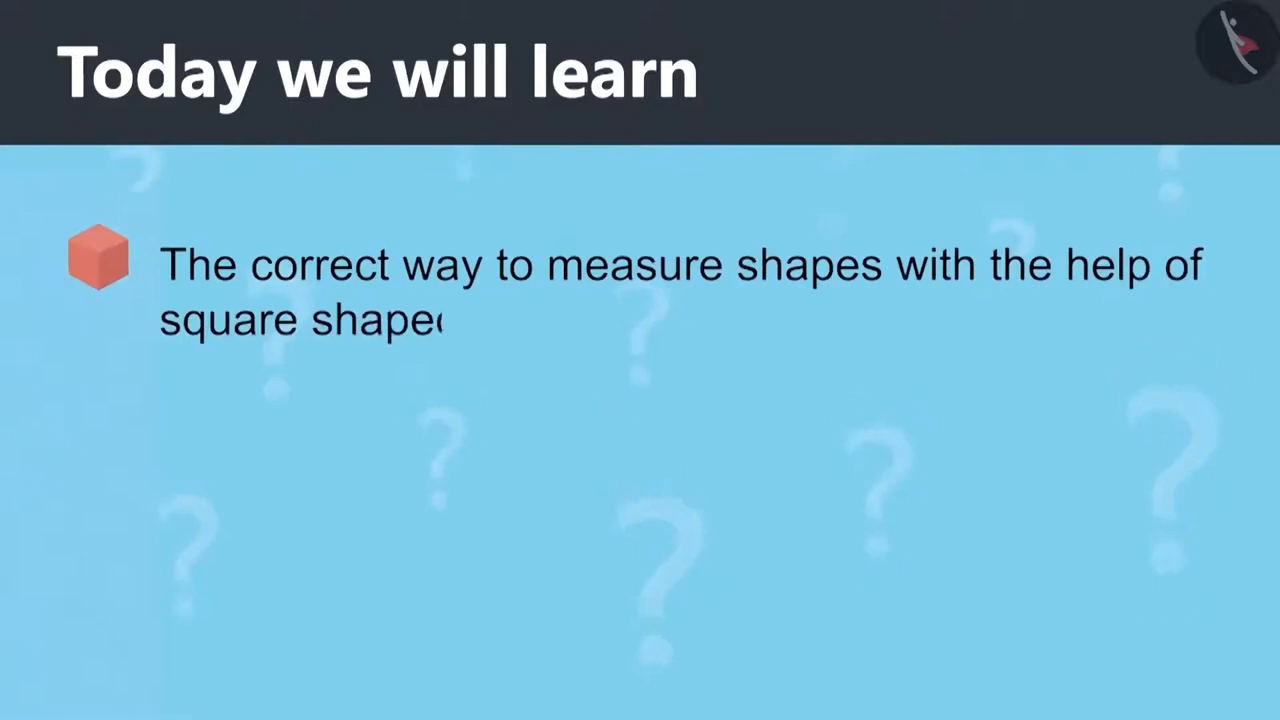 Today we will learn
The correct way to measure shapes with the help of
square shape